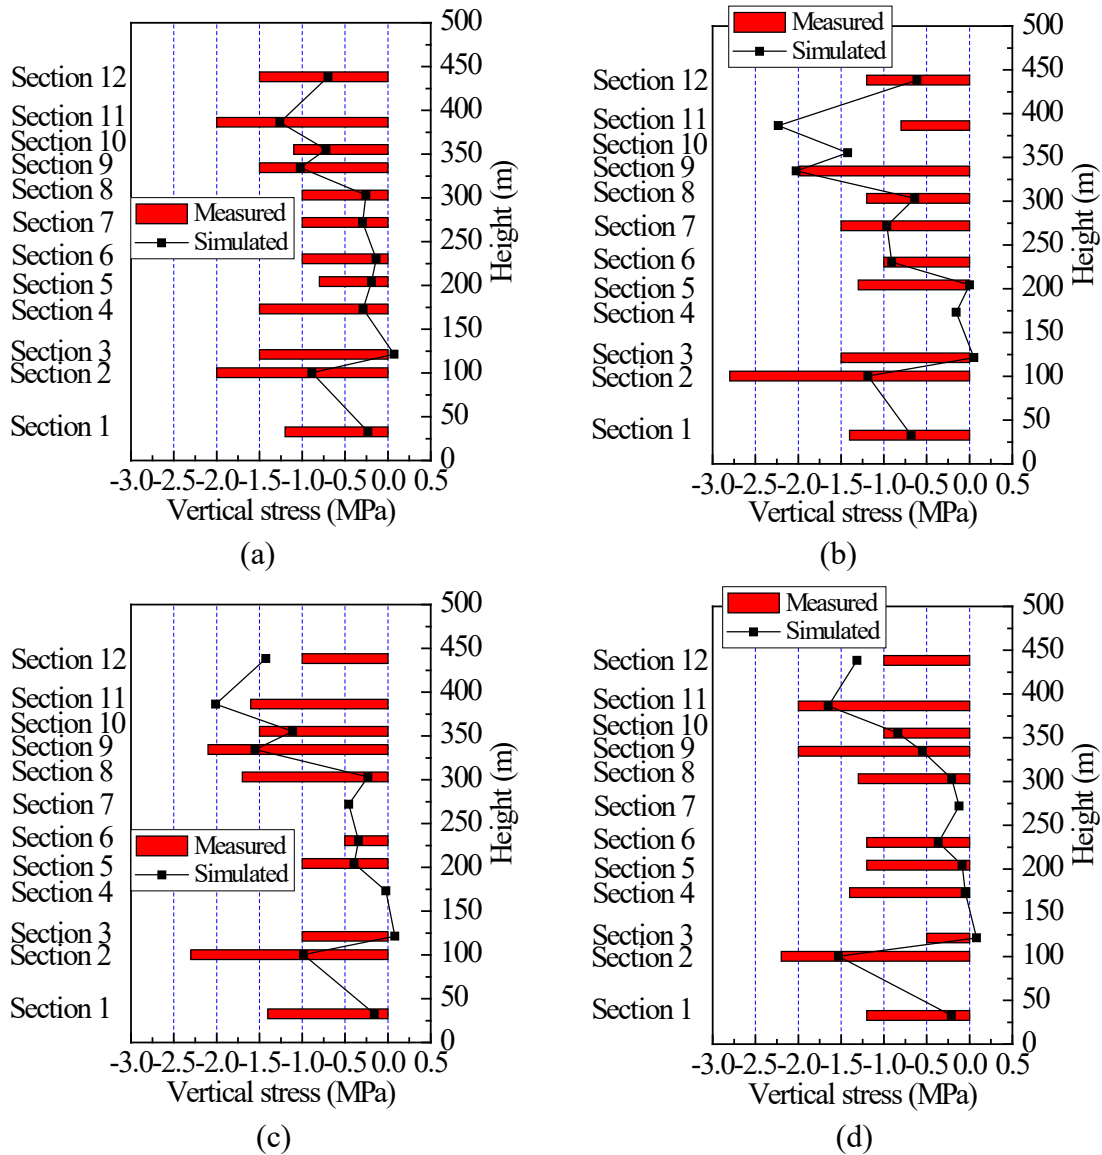 500
450
400
350
300
250
200
150
100
50
0
Height (m)
Section 12
Section 11
Section 10
Section 9
Section 8
Section 7
Section 6
Section 5
Section 4
Section 3
Section 2
Section 1
Measured
Simulated
-3.0-2.5-2.0-1.5-1.0-0.5 0.0 0.5
Vertical stress (MPa)
(a)
Measured
Simulated
500
450
400
350
300
250
200
150
100
50
0
Height (m)
Section 12
Section 11
Section 10
Section 9
Section 8
Section 7
Section 6
Section 5
Section 4
Section 3
Section 2
Section 1
-3.0-2.5-2.0-1.5-1.0-0.5 0.0 0.5
Vertical stress (MPa)
(b)
500
450
400
350
300
250
200
150
100
50
0
Height (m)
Section 12
Section 11
Section 10
Section 9
Section 8
Section 7
Section 6
Section 5
Section 4
Section 3
Section 2
Section 1
Measured
Simulated
-3.0-2.5-2.0-1.5-1.0-0.5 0.0 0.5
Vertical stress (MPa)
(c)
Measured
Simulated
500
450
400
350
300
250
200
150
100
50
0
Height (m)
Section 12
Section 11
Section 10
Section 9
Section 8
Section 7
Section 6
Section 5
Section 4
Section 3
Section 2
Section 1
-3.0-2.5-2.0-1.5-1.0-0.5 0.0 0.5
Vertical stress (MPa)
(d)